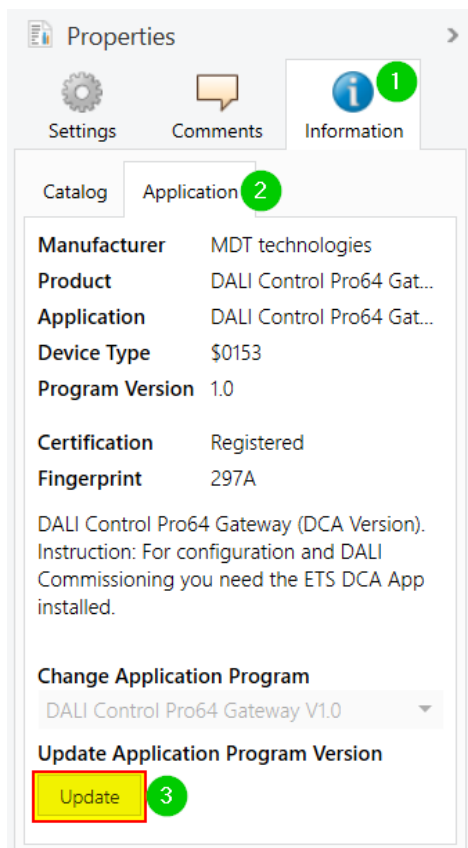 Properties
1
Settings Comments Information
Catalog Application 2
Manufacturer MDT technologies
Product DALI Control Pro64 Gat...
Application DALI Control Pro64 Gat...
Device Type $0153
Program Version 1.0
Certification Registered
Fingerprint 297A
DALI Control Pro64 Gateway (DCA Version).
Instruction: For configuration and DALI
Commissioning you need the ETS DCA App
installed.
Change Application Program
DALI Control Pro64 Gateway V1.0
Update Application Program Version
Update 3